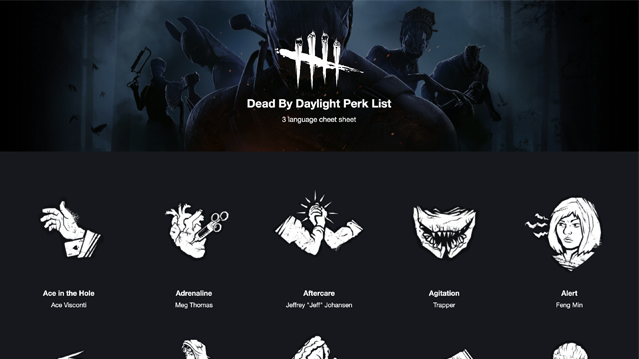 Dead By Daylight Perk List
3 language cheet sheet
Ace in the Hole
Ace Visconti
Adrenaline
Meg Thomas
Aftercare
Jeffrey "Jeff" Johansen
Agitation
Trapper
Alert
Feng Min